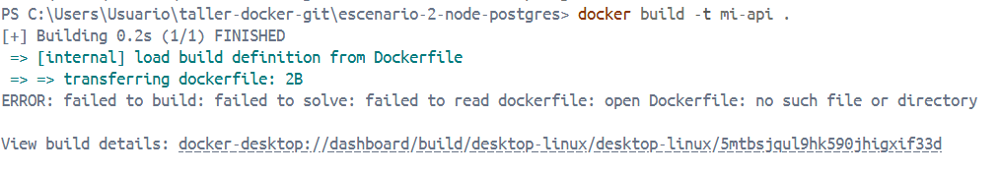 PS C:\Users\Usuario\taller-docker-git\escenario-2-node-postgres> docker build -t mi-api .
[+] Building 0.2s (1/1) FINISHED
=> [internal] load build definition from Dockerfile
=> => transferring dockerfile: 2B
ERROR: failed to build: failed to solve: failed to read dockerfile: open Dockerfile: no such file or directory
View build details: docker-desktop://dashboard/build/desktop-linux/desktop-linux/5mtbsjqul9hk590jhigxif33d